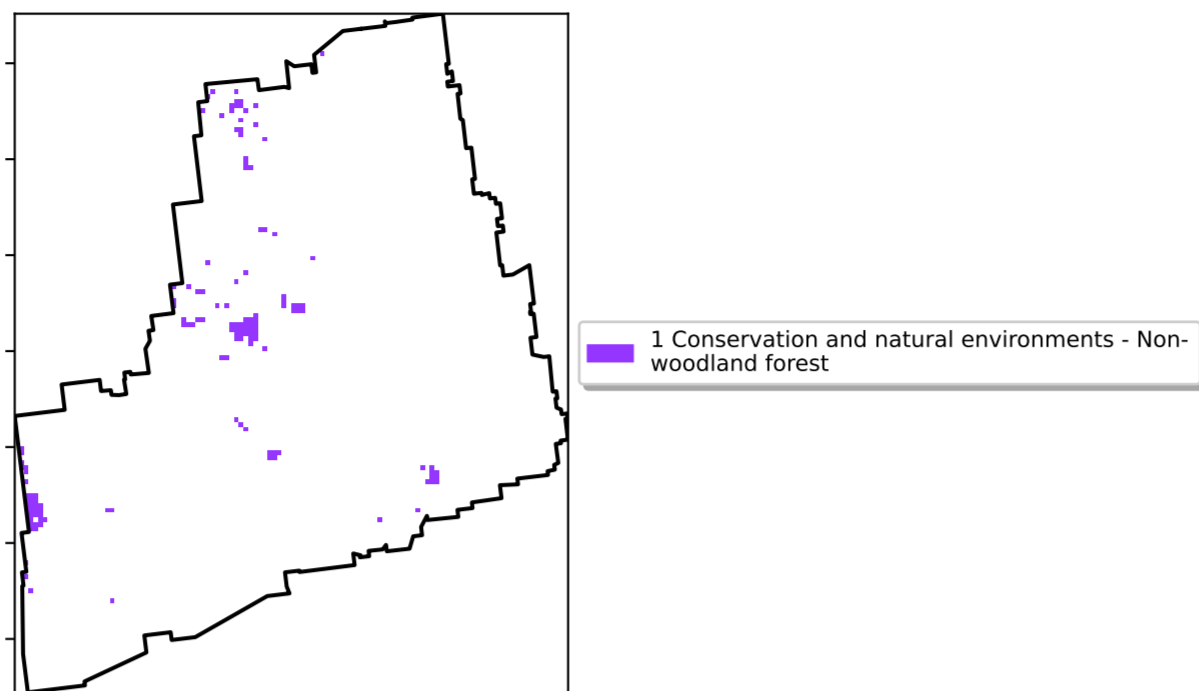 1 Conservation and natural environments - Non-
woodland forest